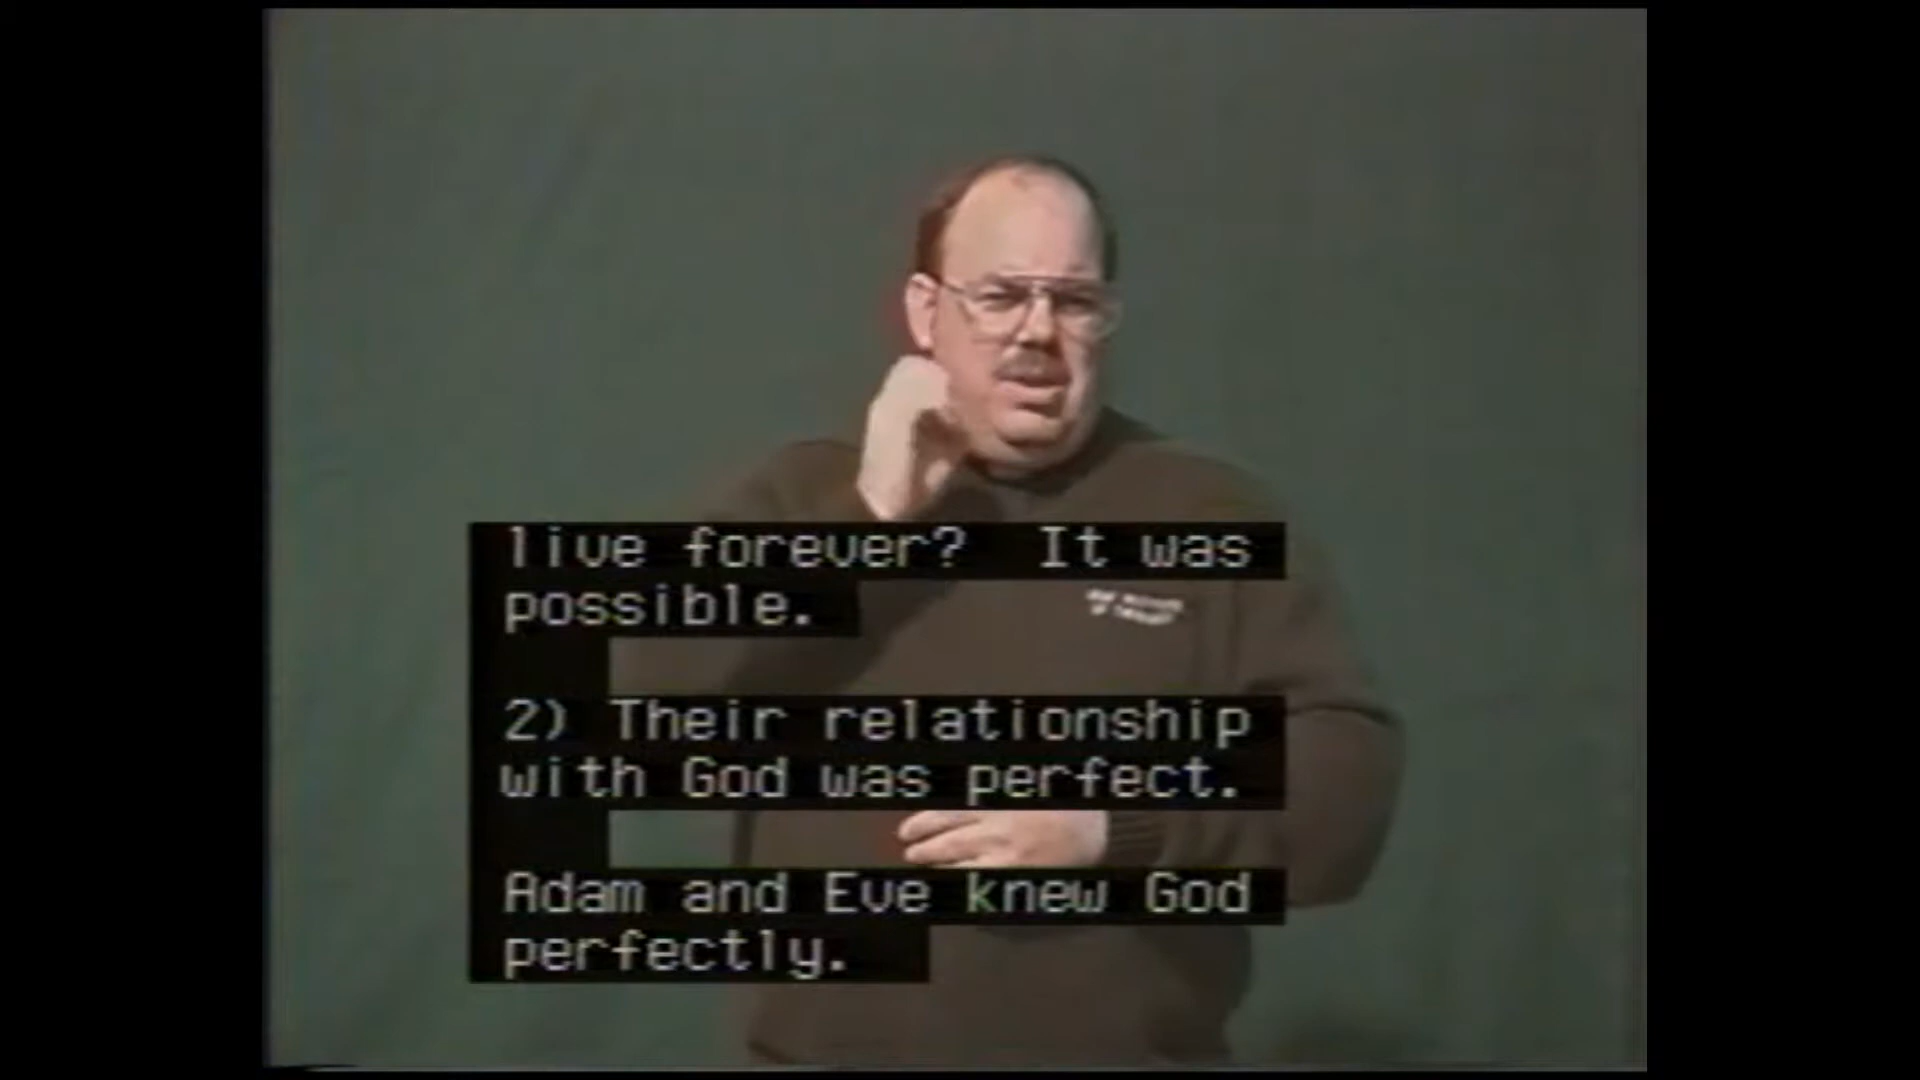 live forever?  It was
possible.
2) Their relationship
with God was perfect.
Adam and Eve knew God
perfectly.